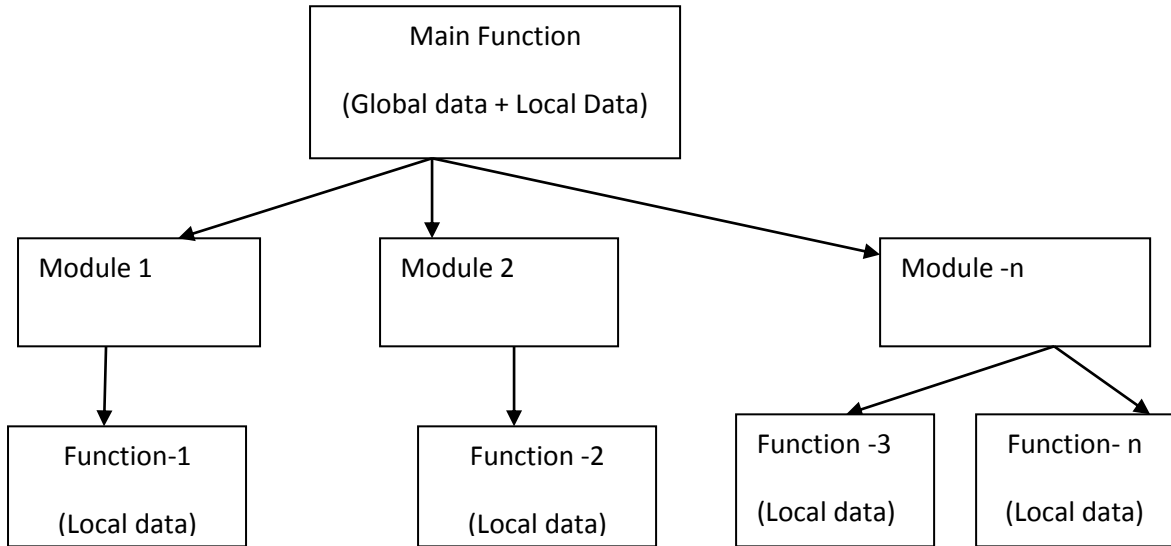 Main Function
(Global data + Local Data)
Module 1
Module 2
Module -n
Function-1
(Local data)
Function -2
(Local data)
Function -3
(Local data)
Function- n
(Local data)